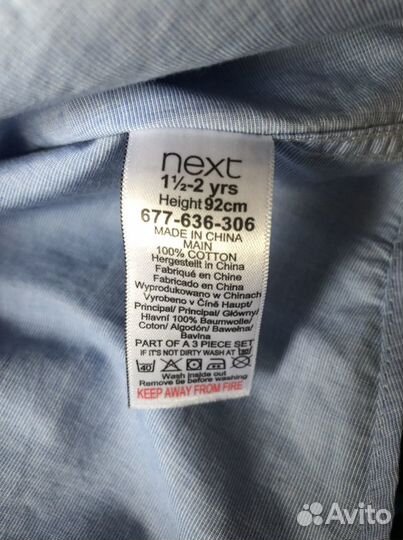 next
1½-2 yrs
Height 92cm
677-636-306
MADE IN CHINA
MAIN
100% COTTON
Hergestellt in China
Fabriqué en Chine
Fabricado en China
Wyprodukowano w Chinach
Vyrobeno v Číně Haupt/
Principal/ Principal/ Główny/
Hlavní 100% Baumwolle/
Coton/ Algodón/ Bawełna/
Bavlna
PART OF A 3 PIECE SET
IF IT'S NOT DIRTY WASH AT 30
40
Wash inside out
Remove tie before washing
KEEP AWAY FROM FIRE
Avito